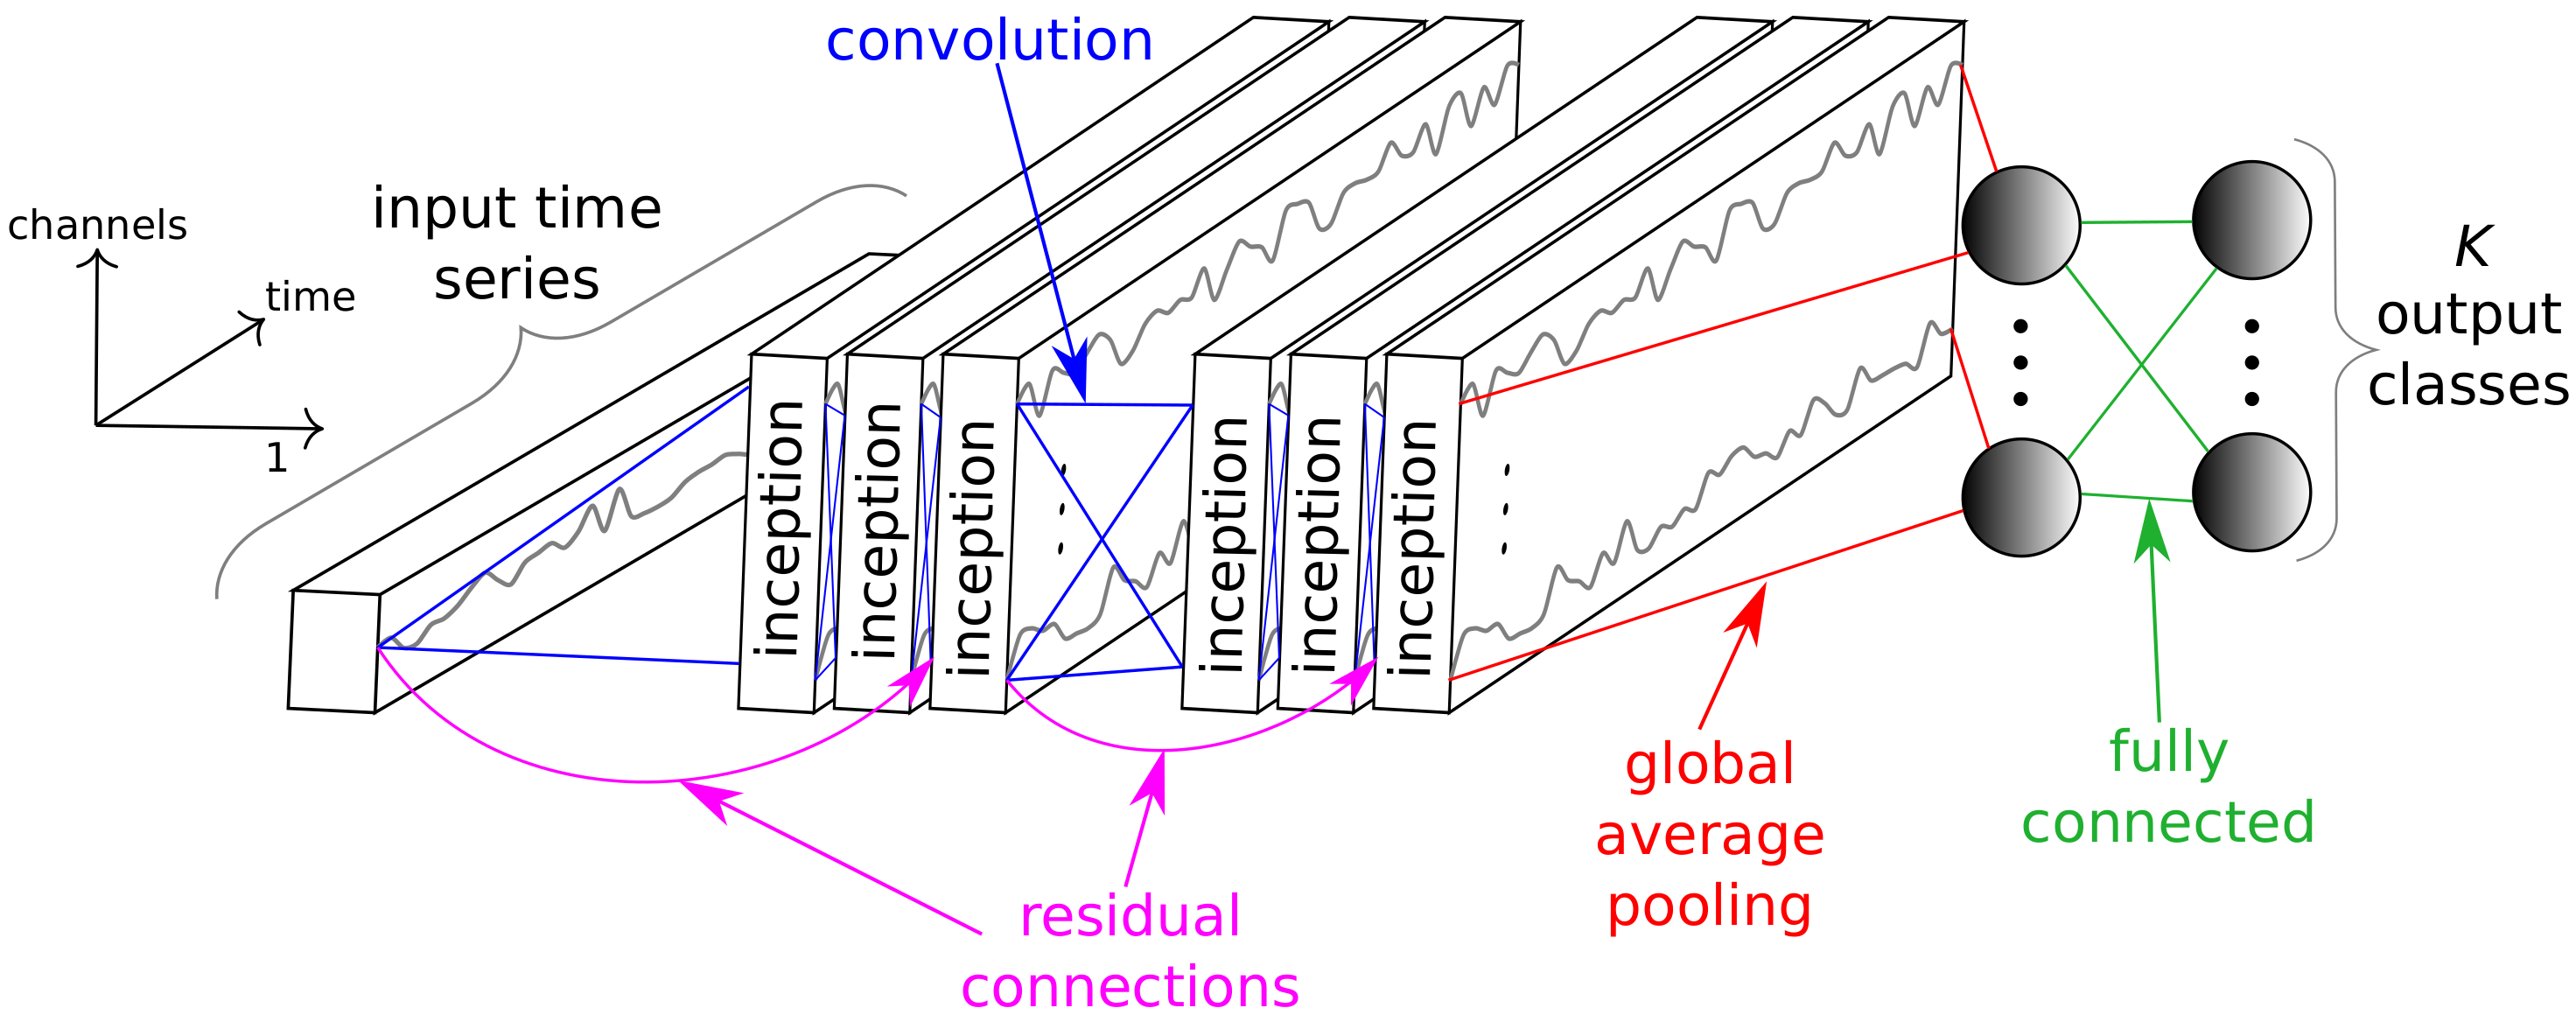 convolution
input time
series
channels
time
1
inception
inception
inception
inception
inception
inception
K
output
classes
global
average
pooling
fully
connected
residual
connections